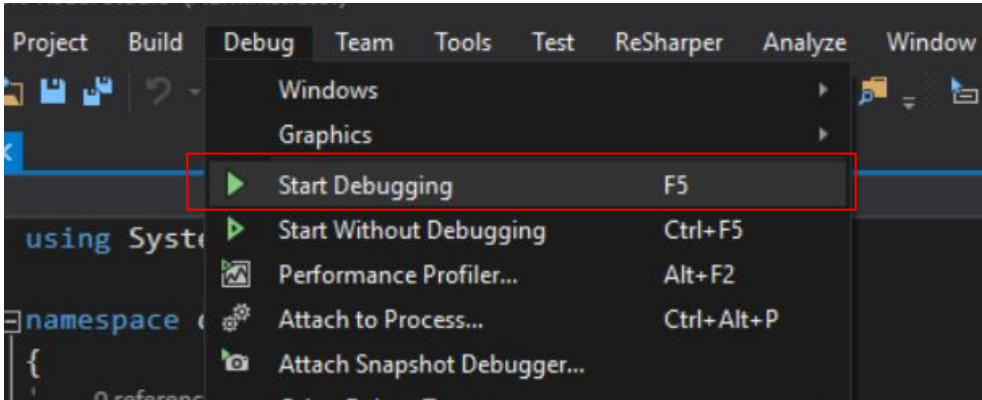 Project Build Debug Team Tools Test ReSharper Analyze Window
Windows
Graphics
Start Debugging F5
using Start Without Debugging Ctrl+F5
Performance Profiler... Alt+F2
namespace Attach to Process... Ctrl+Alt+P
{ Attach Snapshot Debugger...